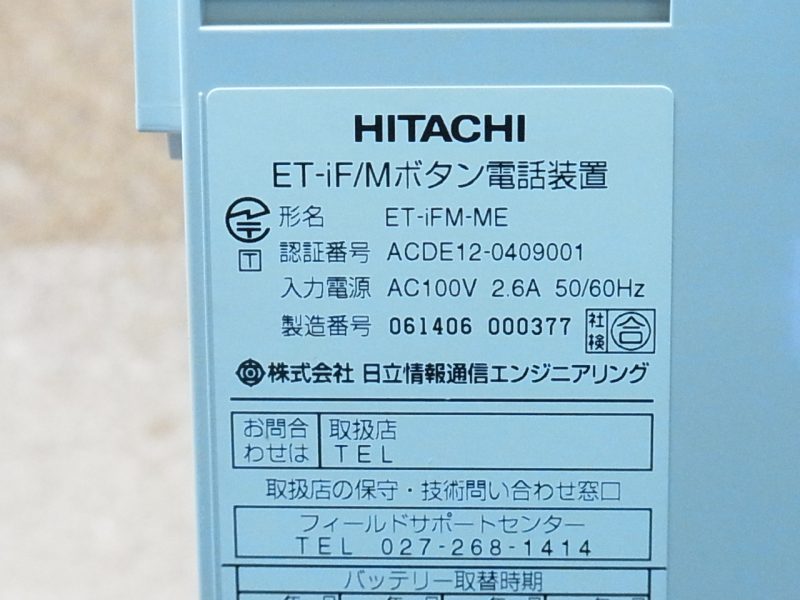 HITACHI
ET-iF/Mボタン電話装置
形名 ET-iFM-ME
T 認証番号 ACDE12-0409001
入力電源 AC100V 2.6A 50/60Hz
製造番号 061406 000377 社検 合
株式会社 日立情報通信エンジニアリング
お問合わせは 取扱店
TEL
取扱店の保守・技術問い合わせ窓口
フィールドサポートセンター
TEL 027-268-1414
バッテリー取替時期